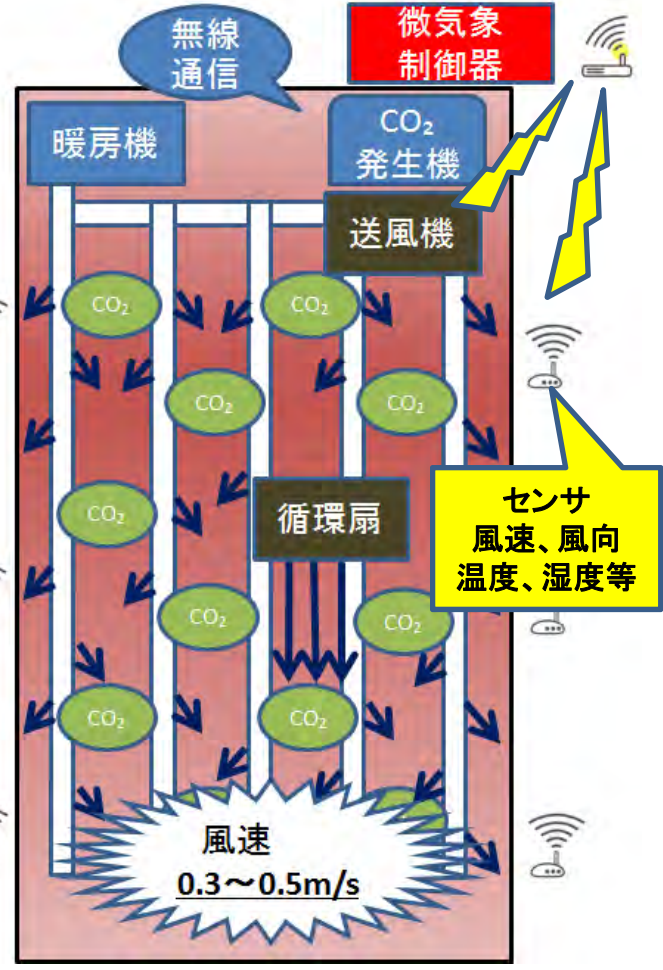 微気象
制御器
無線
通信
暖房機
CO₂
発生機
送風機
CO₂
CO₂
CO₂
CO₂
CO₂
循環扇
センサ
風速、風向
温度、湿度等
CO₂
CO₂
CO₂
CO₂
風速
0.3～0.5m/s